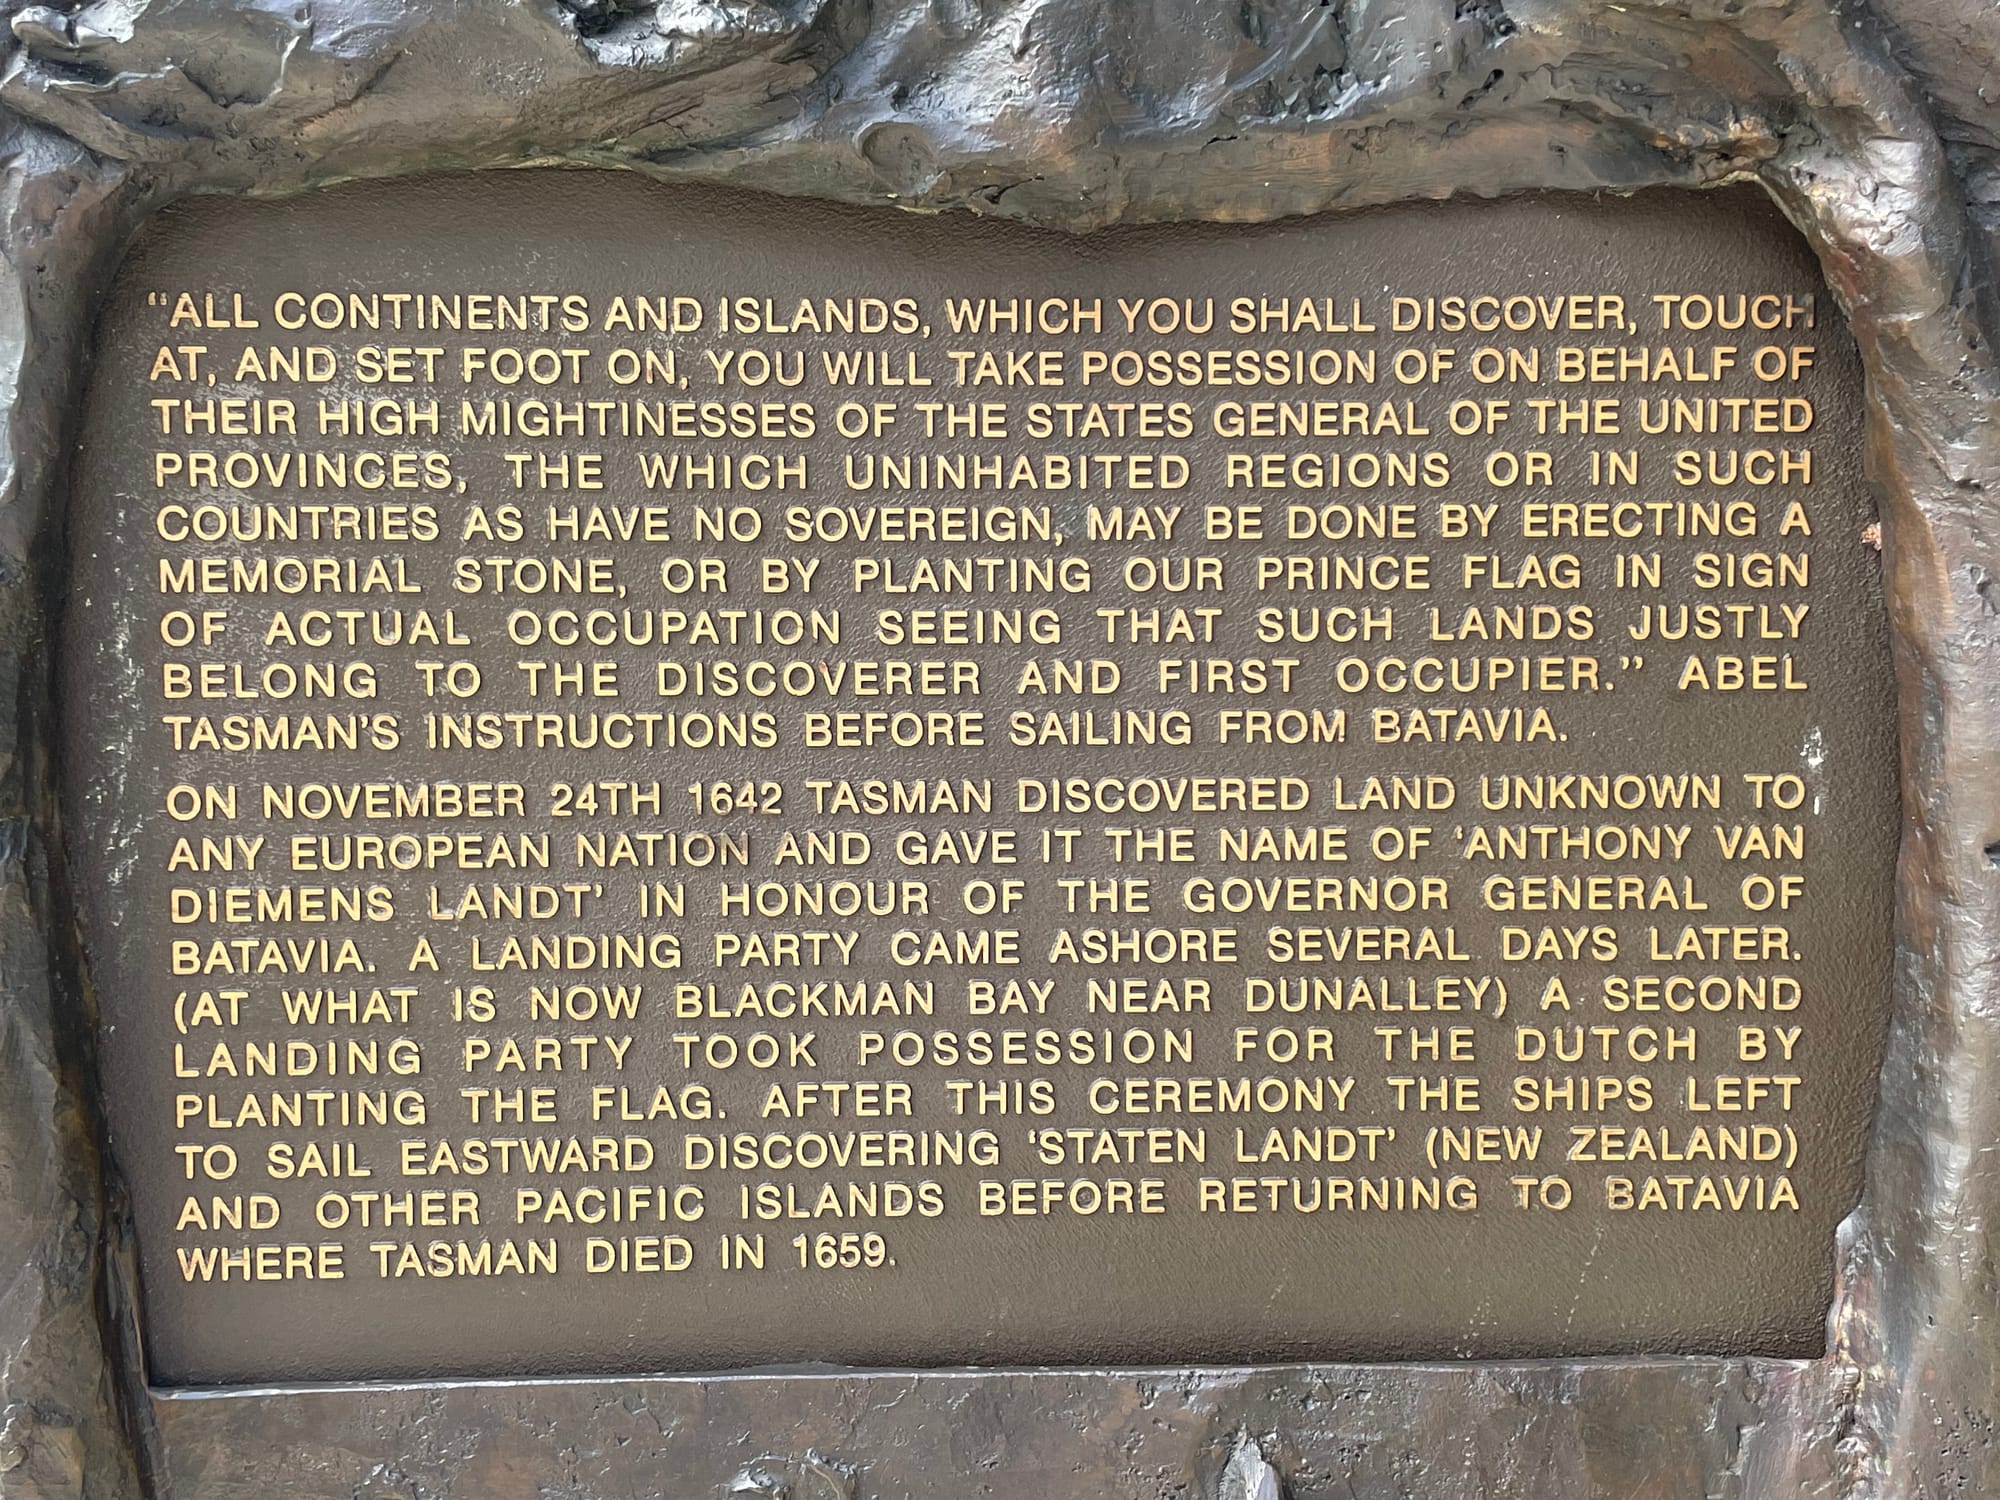 “ALL CONTINENTS AND ISLANDS, WHICH YOU SHALL DISCOVER, TOUCH
AT, AND SET FOOT ON, YOU WILL TAKE POSSESSION OF ON BEHALF OF
THEIR HIGH MIGHTINESSES OF THE STATES GENERAL OF THE UNITED
PROVINCES, THE WHICH UNINHABITED REGIONS OR IN SUCH
COUNTRIES AS HAVE NO SOVEREIGN, MAY BE DONE BY ERECTING A
MEMORIAL STONE, OR BY PLANTING OUR PRINCE FLAG IN SIGN
OF ACTUAL OCCUPATION SEEING THAT SUCH LANDS JUSTLY
BELONG TO THE DISCOVERER AND FIRST OCCUPIER.” ABEL
TASMAN’S INSTRUCTIONS BEFORE SAILING FROM BATAVIA.
ON NOVEMBER 24TH 1642 TASMAN DISCOVERED LAND UNKNOWN TO
ANY EUROPEAN NATION AND GAVE IT THE NAME OF ‘ANTHONY VAN
DIEMENS LANDT’ IN HONOUR OF THE GOVERNOR GENERAL OF
BATAVIA. A LANDING PARTY CAME ASHORE SEVERAL DAYS LATER.
(AT WHAT IS NOW BLACKMAN BAY NEAR DUNALLEY) A SECOND
LANDING PARTY TOOK POSSESSION FOR THE DUTCH BY
PLANTING THE FLAG. AFTER THIS CEREMONY THE SHIPS LEFT
TO SAIL EASTWARD DISCOVERING ‘STATEN LANDT’ (NEW ZEALAND)
AND OTHER PACIFIC ISLANDS BEFORE RETURNING TO BATAVIA
WHERE TASMAN DIED IN 1659.